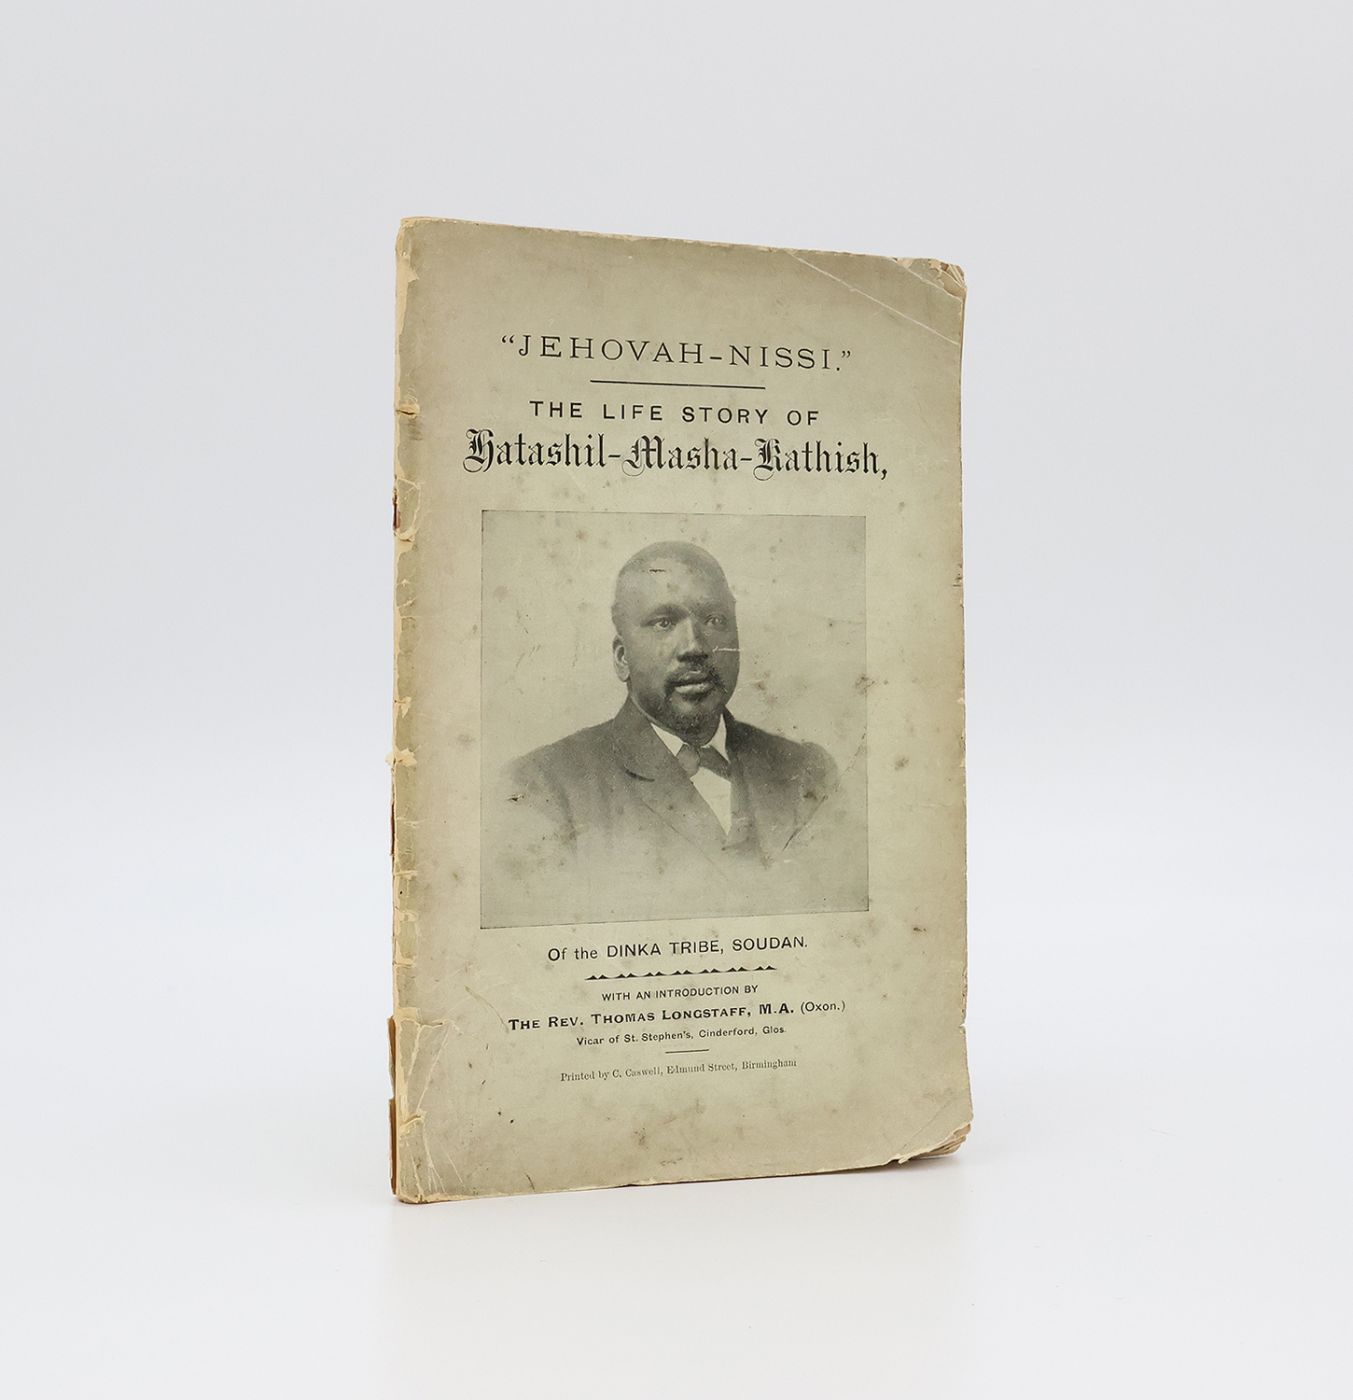 “JEHOVAH-NISSI.”
THE LIFE STORY OF
Hatashil-Masha-Kathish,
Of the DINKA TRIBE, SOUDAN.
WITH AN INTRODUCTION BY
THE REV. THOMAS LONGSTAFF, M.A. (Oxon.)
Vicar of St. Stephen's, Cinderford, Glos.
Printed by C. Caswell, Edmund Street, Birmingham